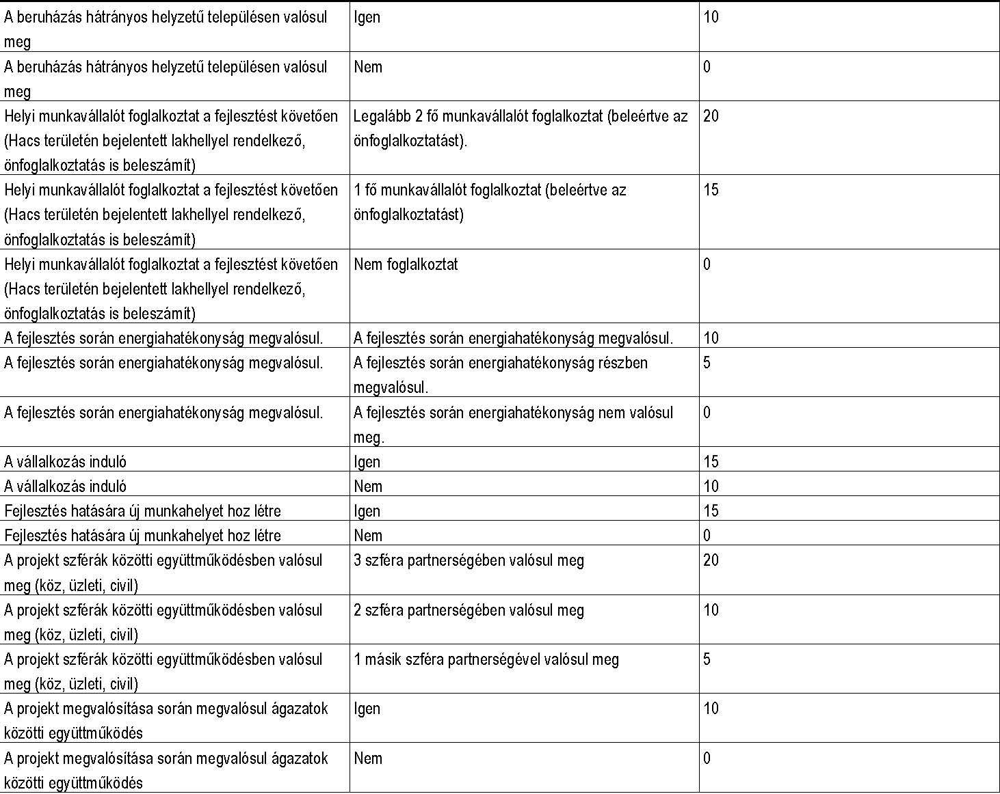 A beruházás hátrányos helyzetű településen valósul Igen 10
meg
A beruházás hátrányos helyzetű településen valósul Nem 0
meg
Helyi munkavállalót foglalkoztat a fejlesztést követően Legalább 2 fő munkavállalót foglalkoztat (beleértve az 20
(Hacs területén bejelentett lakhellyel rendelkező, önfoglalkoztatást).
önfoglalkoztatás is beleszámít)
Helyi munkavállalót foglalkoztat a fejlesztést követően 1 fő munkavállalót foglalkoztat (beleértve az 15
(Hacs területén bejelentett lakhellyel rendelkező, önfoglalkoztatást)
önfoglalkoztatás is beleszámít)
Helyi munkavállalót foglalkoztat a fejlesztést követően Nem foglalkoztat 0
(Hacs területén bejelentett lakhellyel rendelkező,
önfoglalkoztatás is beleszámít)
A fejlesztés során energiahatékonyság megvalósul. A fejlesztés során energiahatékonyság megvalósul. 10
A fejlesztés során energiahatékonyság megvalósul. A fejlesztés során energiahatékonyság részben 5
megvalósul.
A fejlesztés során energiahatékonyság megvalósul. A fejlesztés során energiahatékonyság nem valósul 0
meg.
A vállalkozás induló Igen 15
A vállalkozás induló Nem 10
Fejlesztés hatására új munkahelyet hoz létre Igen 15
Fejlesztés hatására új munkahelyet hoz létre Nem 0
A projekt szférák közötti együttműködésben valósul 3 szféra partnerségében valósul meg 20
meg (köz, üzleti, civil)
A projekt szférák közötti együttműködésben valósul 2 szféra partnerségében valósul meg 10
meg (köz, üzleti, civil)
A projekt szférák közötti együttműködésben valósul 1 másik szféra partnerségével valósul meg 5
meg (köz, üzleti, civil)
A projekt megvalósítása során megvalósul ágazatok Igen 10
közötti együttműködés
A projekt megvalósítása során megvalósul ágazatok Nem 0
közötti együttműködés